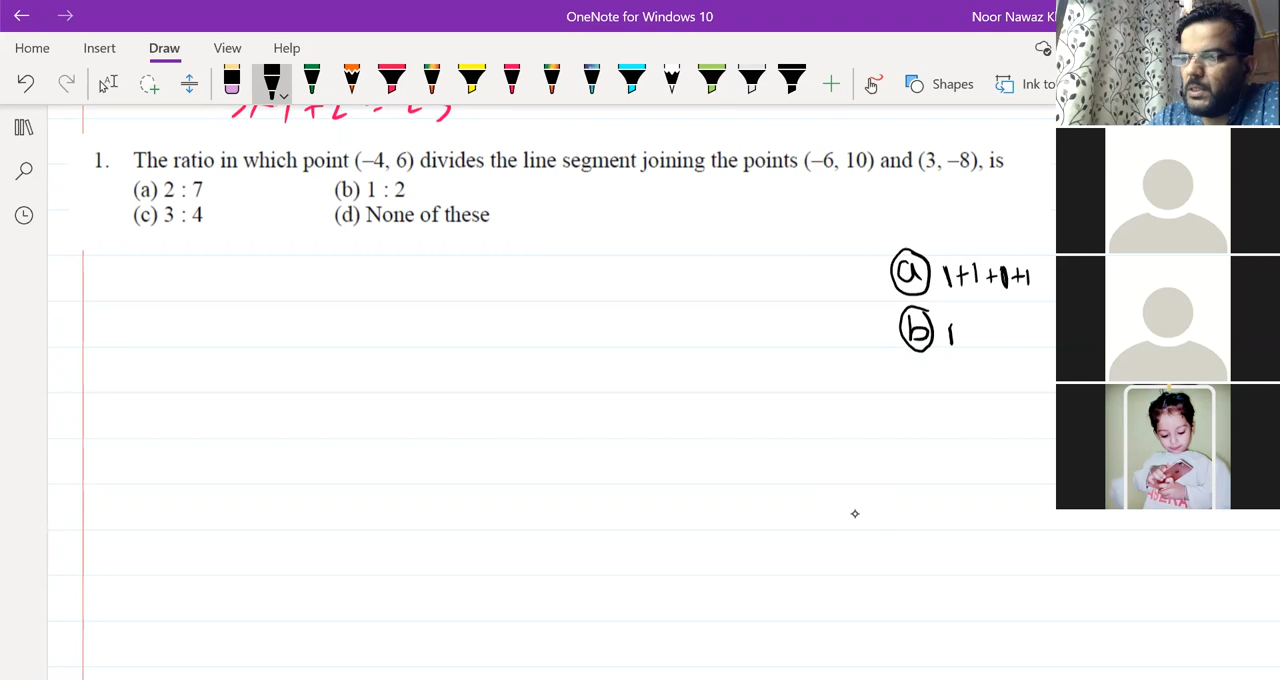 OneNote for Windows 10
Noor Nawaz Kh
Home Insert Draw View Help
Shapes Ink to
1. The ratio in which point (–4, 6) divides the line segment joining the points (–6, 10) and (3, –8), is
(a) 2 : 7 (b) 1 : 2
(c) 3 : 4 (d) None of these
a 1+1+1+1
b 1